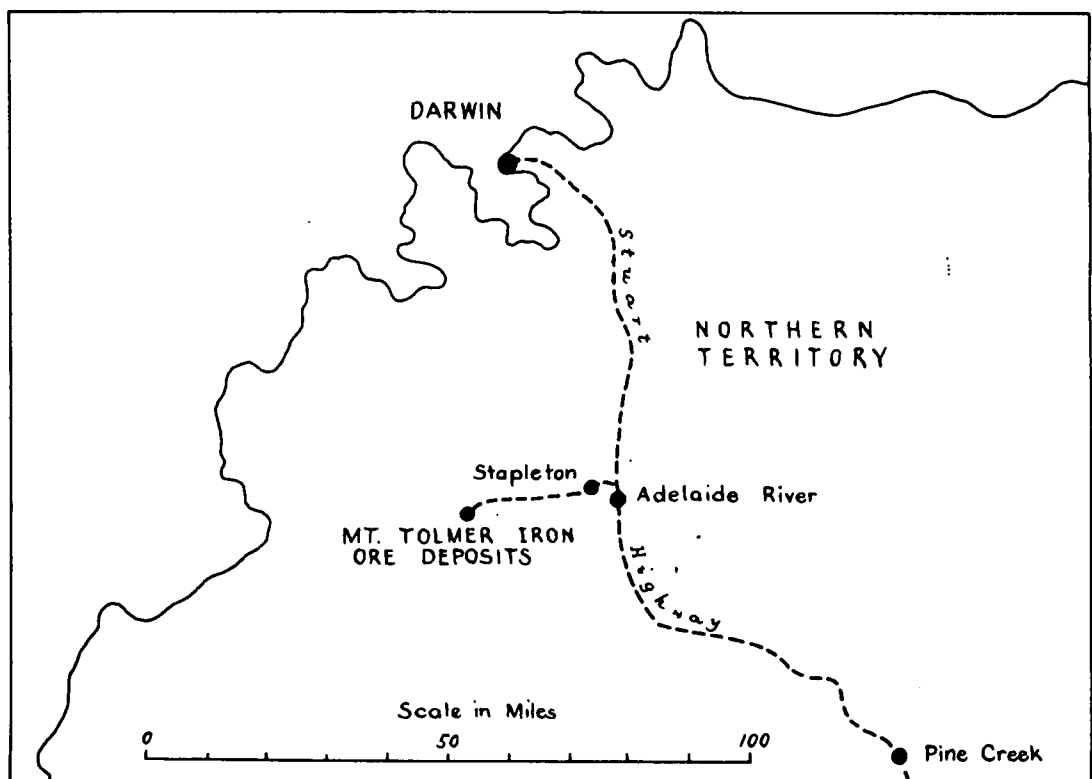 DARWIN
Stuart
NORTHERN
TERRITORY
Stapleton
Adelaide River
MT. TOLMER IRON
ORE DEPOSITS
Highway
Scale in Miles
0 50 100
Pine Creek